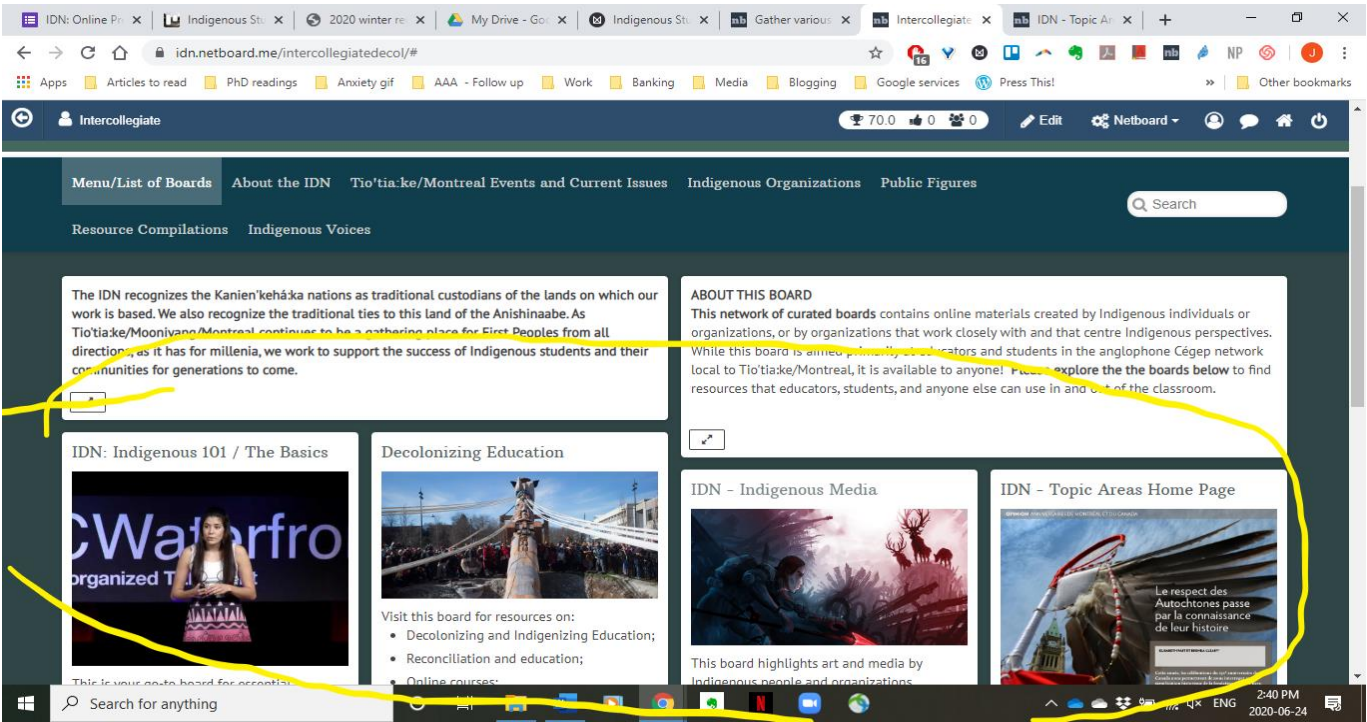 IDN: Online Pr
Indigenous Stu
2020 winter re
My Drive - Goo
Indigenous Stu
Gather various
Intercollegiate
IDN - Topic Ar
idn.netboard.me/intercollegiatedecol/#
16
nb
NP
J
Apps
Articles to read
PhD readings
Anxiety gif
AAA - Follow up
Work
Banking
Media
Blogging
Google services
Press This!
»
Other bookmarks
Intercollegiate
70.0 0 0
Edit
Netboard
Menu/List of Boards
About the IDN
Tio'tia:ke/Montreal Events and Current Issues
Indigenous Organizations
Public Figures
Search
Resource Compilations
Indigenous Voices
The IDN recognizes the Kanien'kehá:ka nations as traditional custodians of the lands on which our
work is based. We also recognize the traditional ties to this land of the Anishinaabe. As
Tio'tia:ke/Mooniyang/Montreal continues to be a gathering place for First Peoples from all
directions, as it has for millenia, we work to support the success of Indigenous students and their
communities for generations to come.
ABOUT THIS BOARD
This network of curated boards contains online materials created by Indigenous individuals or
organizations, or by organizations that work closely with and that centre Indigenous perspectives.
While this board is aimed primarily at educators and students in the anglophone Cégep network
local to Tio'tia:ke/Montreal, it is available to anyone! Please explore the the boards below to find
resources that educators, students, and anyone else can use in and out of the classroom.
IDN: Indigenous 101 / The Basics
CWaterfro
organized T
This is your go-to board for essential
Decolonizing Education
Visit this board for resources on:
• Decolonizing and Indigenizing Education;
• Reconciliation and education;
• Online courses;
IDN - Indigenous Media
This board highlights art and media by
Indigenous people and organizations
IDN - Topic Areas Home Page
Le respect des
Autochtones passe
par la connaissance
de leur histoire
Search for anything
ENG
2:40 PM
2020-06-24